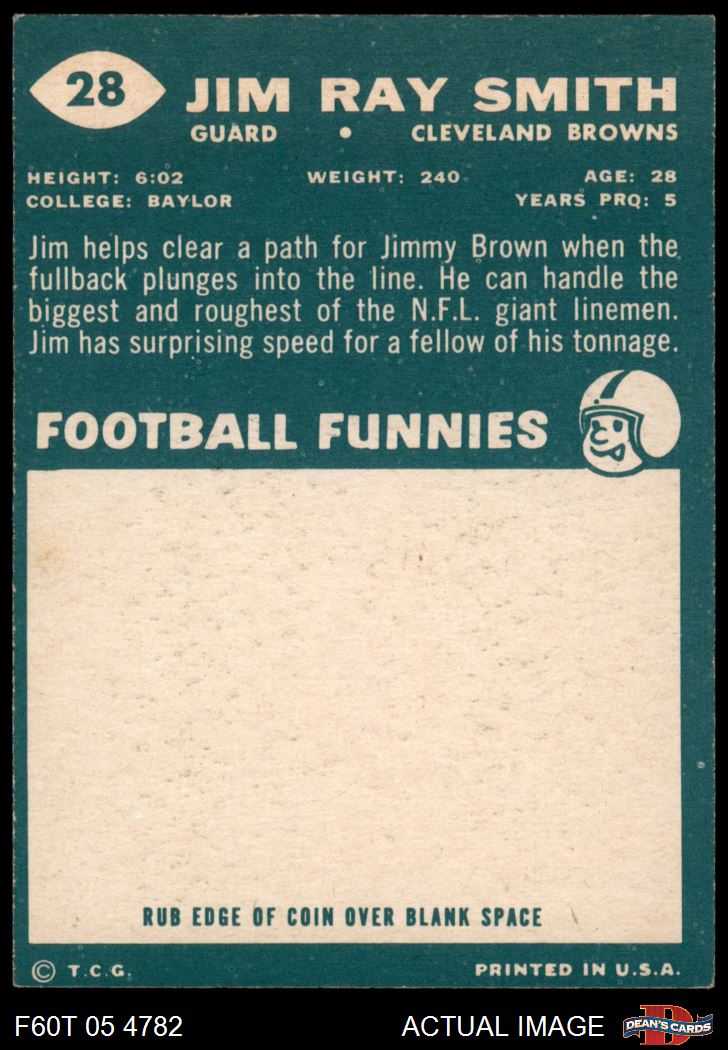 28
JIM RAY SMITH
GUARD • CLEVELAND BROWNS
HEIGHT: 6:02 WEIGHT: 240 AGE: 28
COLLEGE: BAYLOR YEARS PRO: 5
Jim helps clear a path for Jimmy Brown when the
fullback plunges into the line. He can handle the
biggest and roughest of the N.F.L. giant linemen.
Jim has surprising speed for a fellow of his tonnage.
FOOTBALL FUNNIES
RUB EDGE OF COIN OVER BLANK SPACE
© T.C.G. PRINTED IN U.S.A.
F60T 05 4782 ACTUAL IMAGE D DEAN'S CARDS